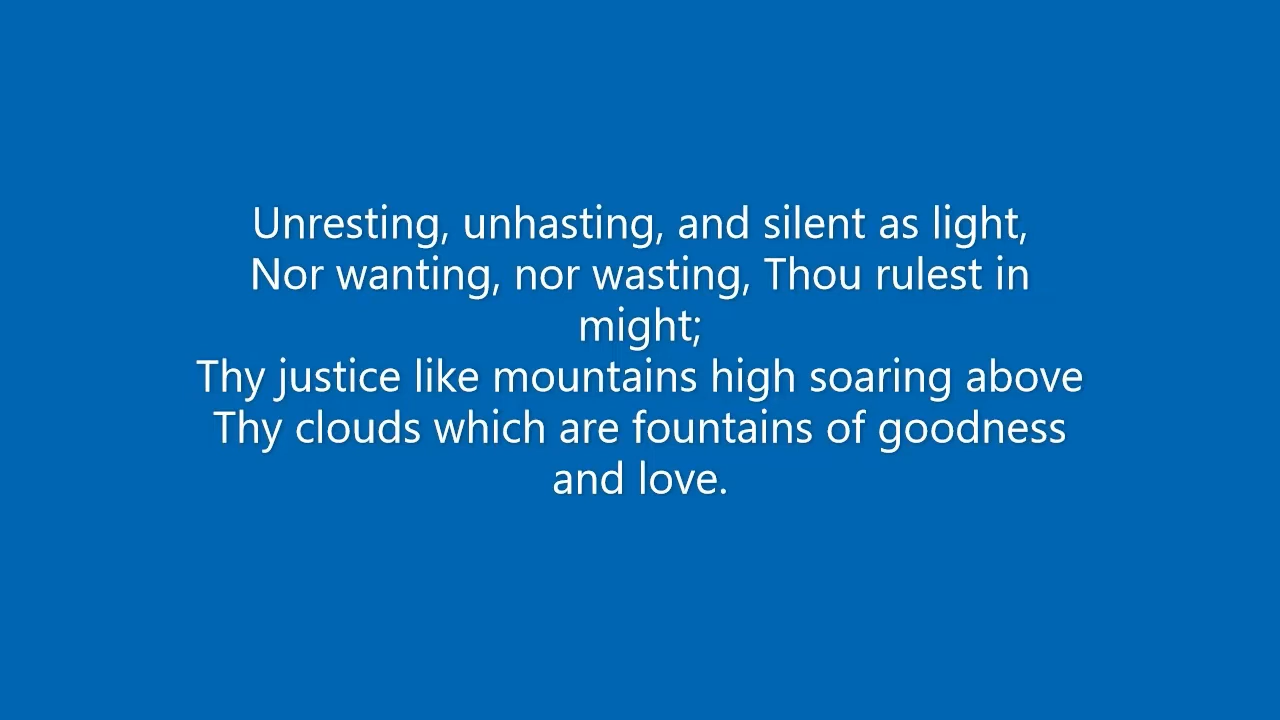 Unresting, unhasting, and silent as light,
Nor wanting, nor wasting, Thou rulest in
might;
Thy justice like mountains high soaring above
Thy clouds which are fountains of goodness
and love.